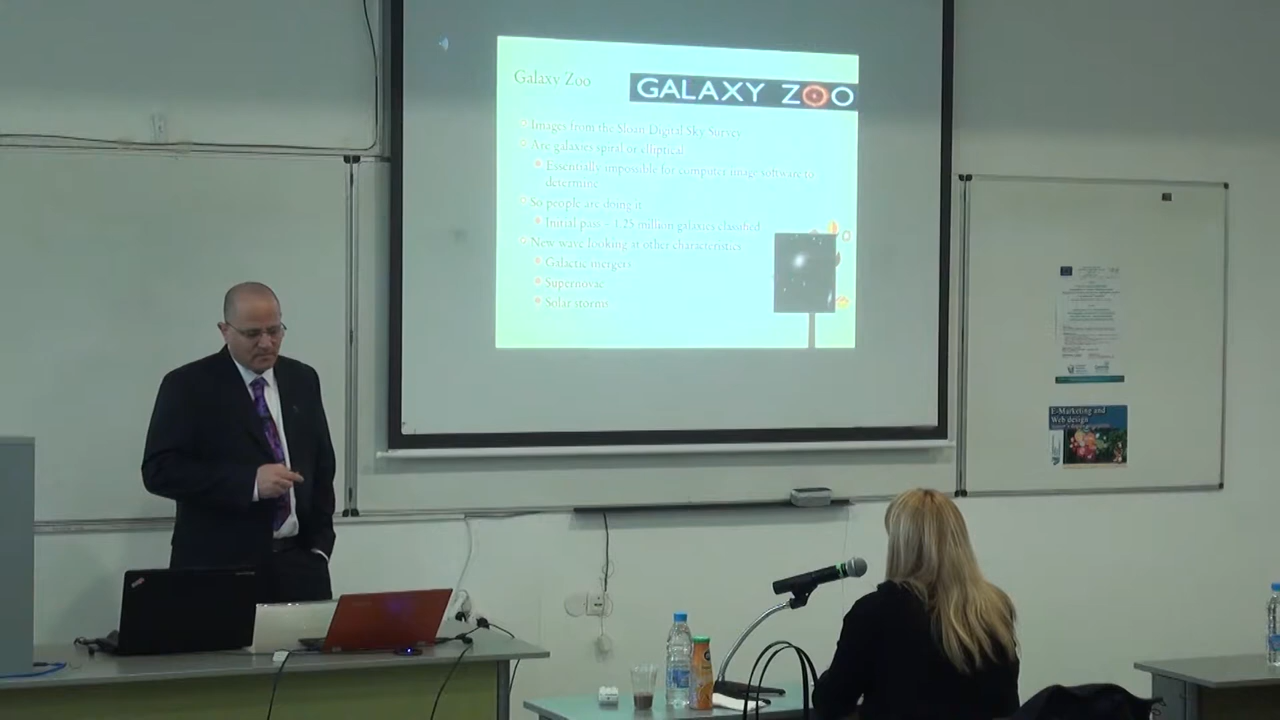 Galaxy Zoo
GALAXY ZOO
Images from the Sloan Digital Sky Survey
Are galaxies spiral or elliptical
Essentially impossible for computer image software to
determine
So people are doing it
Initial pass – 1.25 million galaxies classified
New wave looking at other characteristics
Galactic mergers
Supernovae
Solar storms
E-Marketing and
Web design